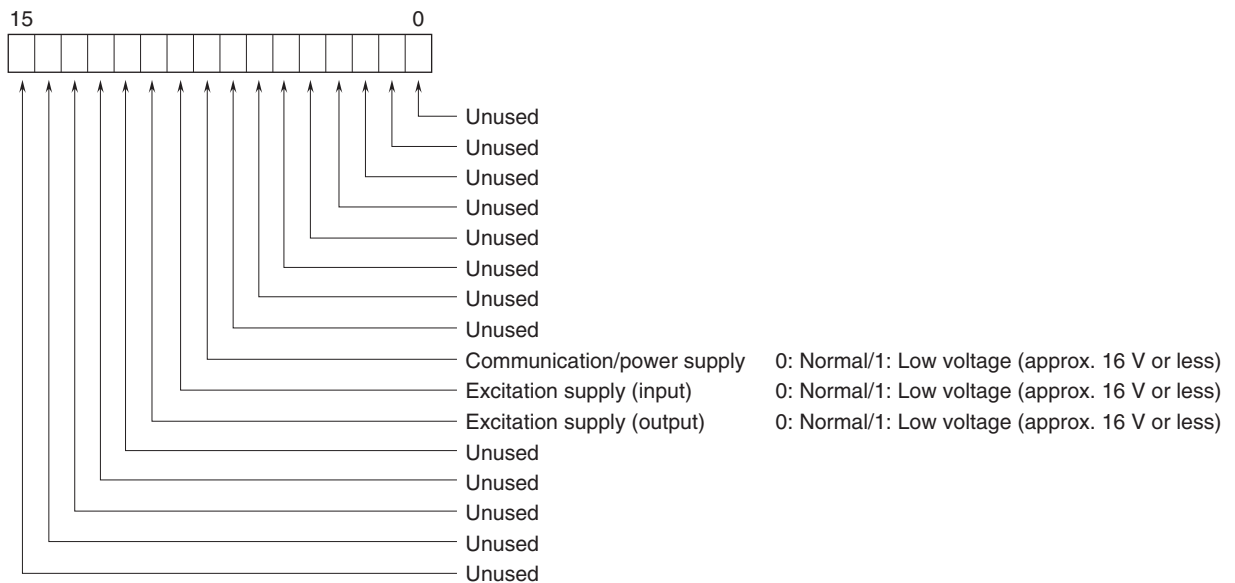 15 0
Unused
Unused
Unused
Unused
Unused
Unused
Unused
Unused
Communication/power supply 0: Normal/1: Low voltage (approx. 16 V or less)
Excitation supply (input) 0: Normal/1: Low voltage (approx. 16 V or less)
Excitation supply (output) 0: Normal/1: Low voltage (approx. 16 V or less)
Unused
Unused
Unused
Unused
Unused